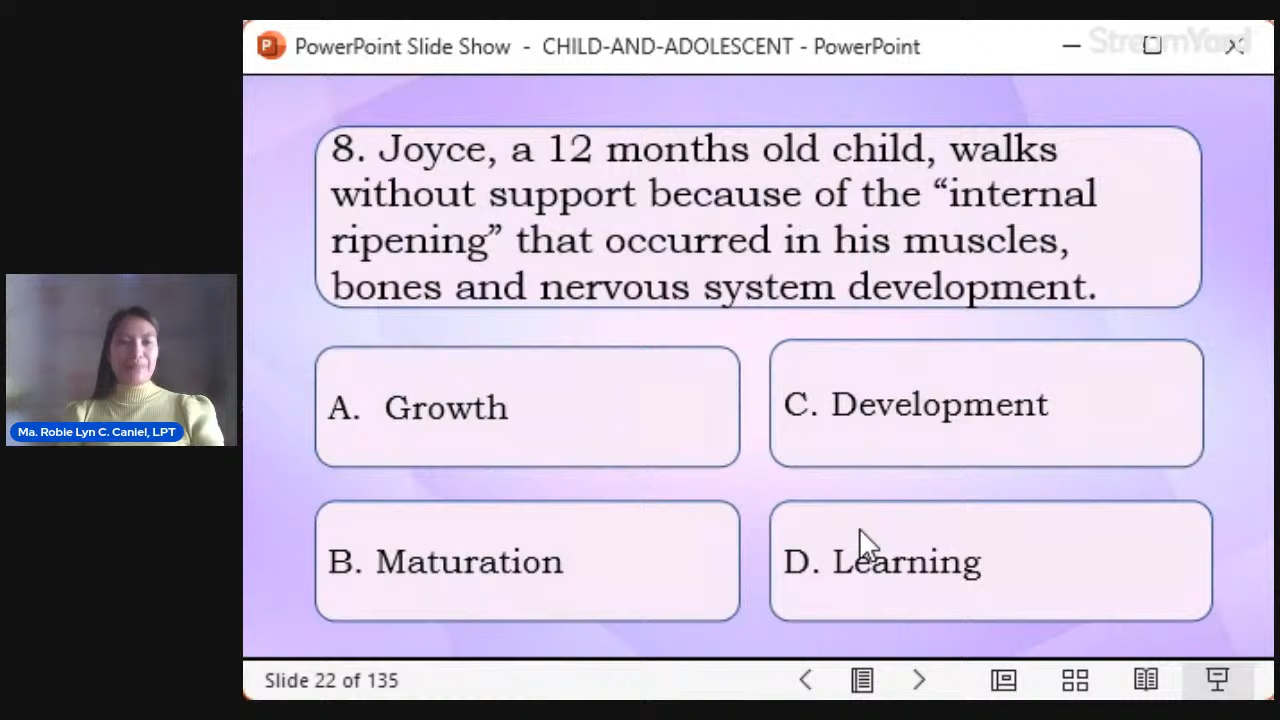 PowerPoint Slide Show - CHILD-AND-ADOLESCENT - PowerPoint
StreamYard
8. Joyce, a 12 months old child, walks
without support because of the “internal
ripening” that occurred in his muscles,
bones and nervous system development.
A. Growth
C. Development
B. Maturation
D. Learning
Ma. Robie Lyn C. Caniel, LPT
Slide 22 of 135